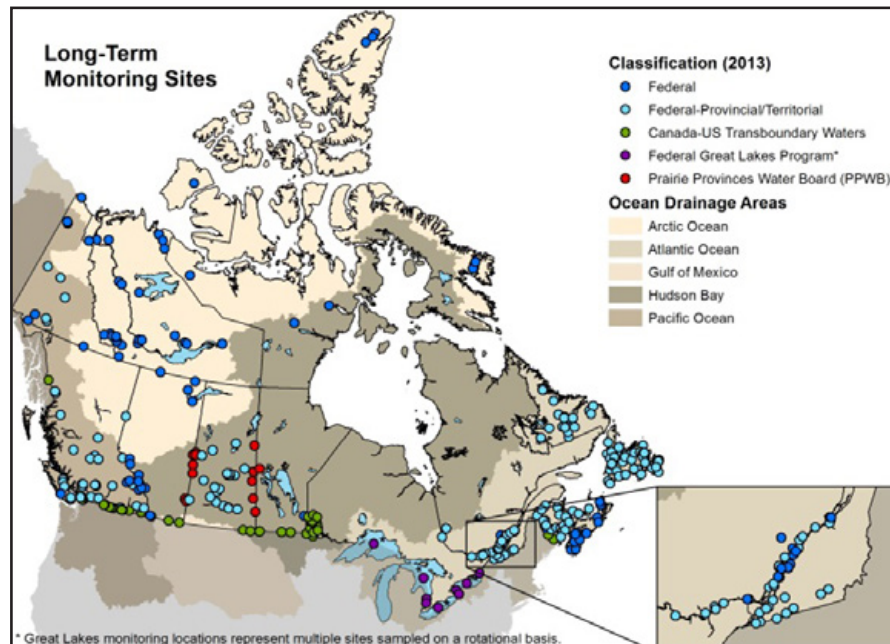 Long-Term
Monitoring Sites
Classification (2013)
Federal
Federal-Provincial/Territorial
Canada-US Transboundary Waters
Federal Great Lakes Program*
Prairie Provinces Water Board (PPWB)
Ocean Drainage Areas
Arctic Ocean
Atlantic Ocean
Gulf of Mexico
Hudson Bay
Pacific Ocean
* Great Lakes monitoring locations represent multiple sites sampled on a rotational basis.